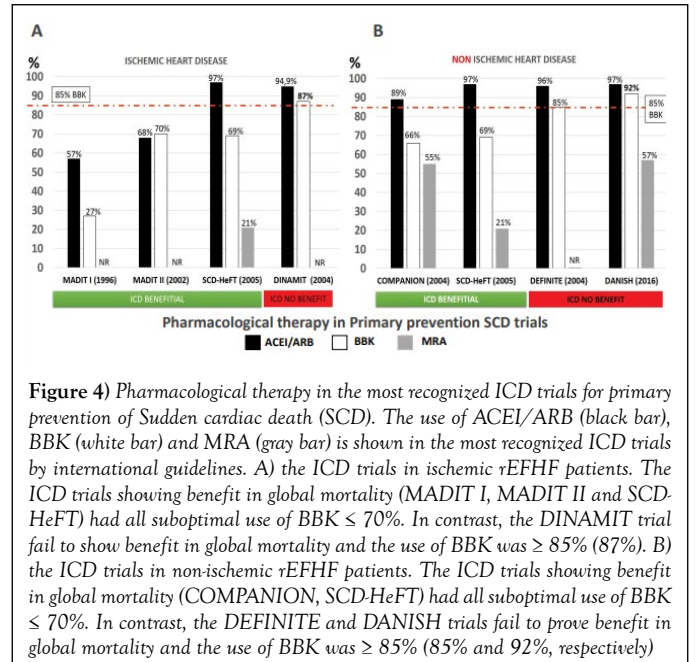 A
ISCHEMIC HEART DISEASE
%
100
90
80
70
60
50
40
30
20
10
0
85% BBK
57%
27%
NR
68%
70%
NR
97%
69%
21%
94,9%
87%
NR
MADIT I (1996)
MADIT II (2002)
SCD-HeFT (2005)
DINAMIT (2004)
ICD BENEFITIAL
ICD NO BENEFIT
B
NON ISCHEMIC HEART DISEASE
%
100
90
80
70
60
50
40
30
20
10
0
89%
66%
55%
97%
69%
21%
96%
85%
NR
97%
92%
57%
85%
BBK
COMPANION (2004)
SCD-HeFT (2005)
DEFINITE (2004)
DANISH (2016)
ICD BENEFITIAL
ICD NO BENEFIT
Pharmacological therapy in Primary prevention SCD trials
ACEI/ARB
BBK
MRA
Figure 4) Pharmacological therapy in the most recognized ICD trials for primary
prevention of Sudden cardiac death (SCD). The use of ACEI/ARB (black bar),
BBK (white bar) and MRA (gray bar) is shown in the most recognized ICD trials
by international guidelines. A) the ICD trials in ischemic rEFHF patients. The
ICD trials showing benefit in global mortality (MADIT I, MADIT II and SCD-
HeFT) had all suboptimal use of BBK ≤ 70%. In contrast, the DINAMIT trial
fail to show benefit in global mortality and the use of BBK was ≥ 85% (87%). B)
the ICD trials in non-ischemic rEFHF patients. The ICD trials showing benefit
in global mortality (COMPANION, SCD-HeFT) had all suboptimal use of BBK
≤ 70%. In contrast, the DEFINITE and DANISH trials fail to prove benefit in
global mortality and the use of BBK was ≥ 85% (85% and 92%, respectively)